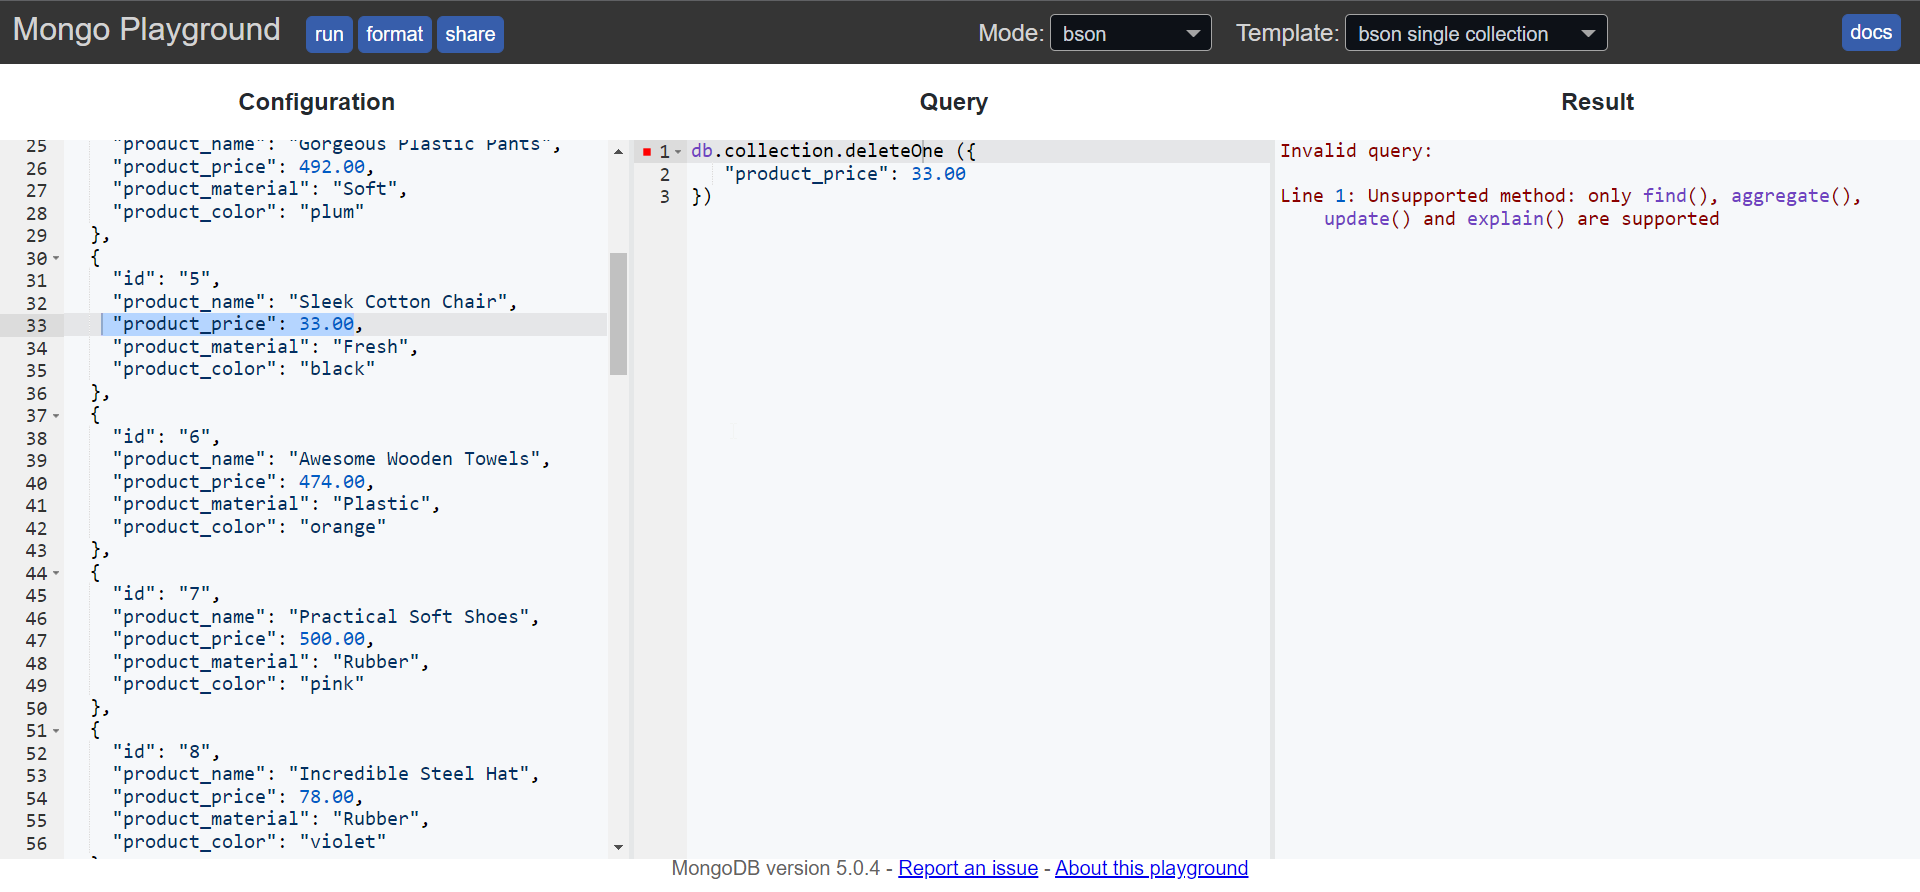 Mongo Playground
run
format
share
Mode:
bson
Template:
bson single collection
docs
Configuration
Query
Result
25 "product_name": "Gorgeous Plastic Pants",
26 "product_price": 492.00,
27 "product_material": "Soft",
28 "product_color": "plum"
29 },
30 {
31 "id": "5",
32 "product_name": "Sleek Cotton Chair",
33 "product_price": 33.00,
34 "product_material": "Fresh",
35 "product_color": "black"
36 },
37 {
38 "id": "6",
39 "product_name": "Awesome Wooden Towels",
40 "product_price": 474.00,
41 "product_material": "Plastic",
42 "product_color": "orange"
43 },
44 {
45 "id": "7",
46 "product_name": "Practical Soft Shoes",
47 "product_price": 500.00,
48 "product_material": "Rubber",
49 "product_color": "pink"
50 },
51 {
52 "id": "8",
53 "product_name": "Incredible Steel Hat",
54 "product_price": 78.00,
55 "product_material": "Rubber",
56 "product_color": "violet"
1 db.collection.deleteOne ({
2 "product_price": 33.00
3 })
Invalid query:
Line 1: Unsupported method: only find(), aggregate(),
update() and explain() are supported
MongoDB version 5.0.4 - Report an issue - About this playground